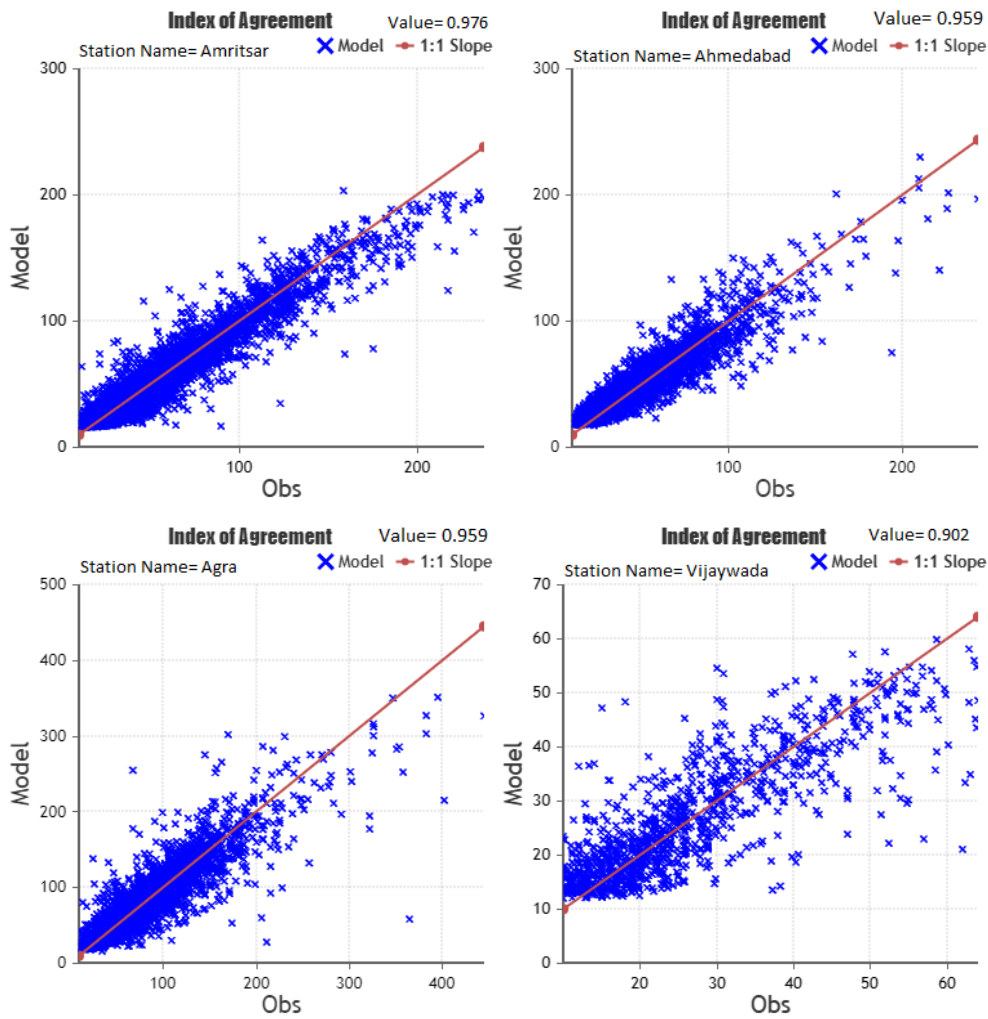 Index of Agreement Value= 0.976
Station Name= Amritsar Model 1:1 Slope
300
200
100
0
Model
100 200
Obs
Index of Agreement Value= 0.959
Station Name= Ahmedabad Model 1:1 Slope
300
200
100
0
Model
100 200
Obs
Index of Agreement Value= 0.959
Station Name= Agra Model 1:1 Slope
500
400
300
200
100
0
Model
100 200 300 400
Obs
Index of Agreement Value= 0.902
Station Name= Vijaywada Model 1:1 Slope
70
60
50
40
30
20
10
0
Model
20 30 40 50 60
Obs